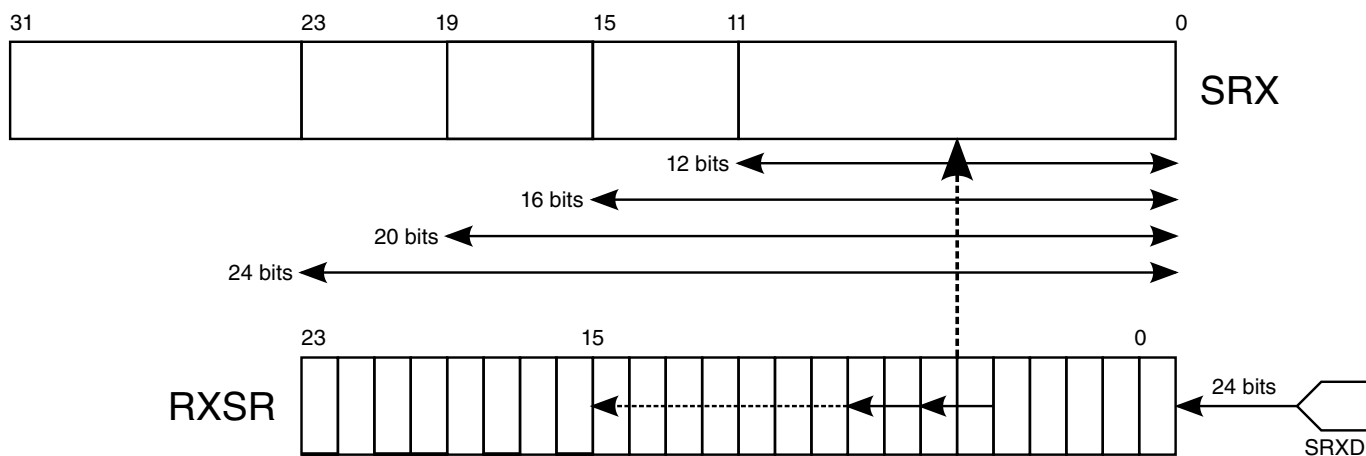 31 23 19 15 11 0
SRX
12 bits
16 bits
20 bits
24 bits
23 15 0
RXSR
24 bits
SRXD